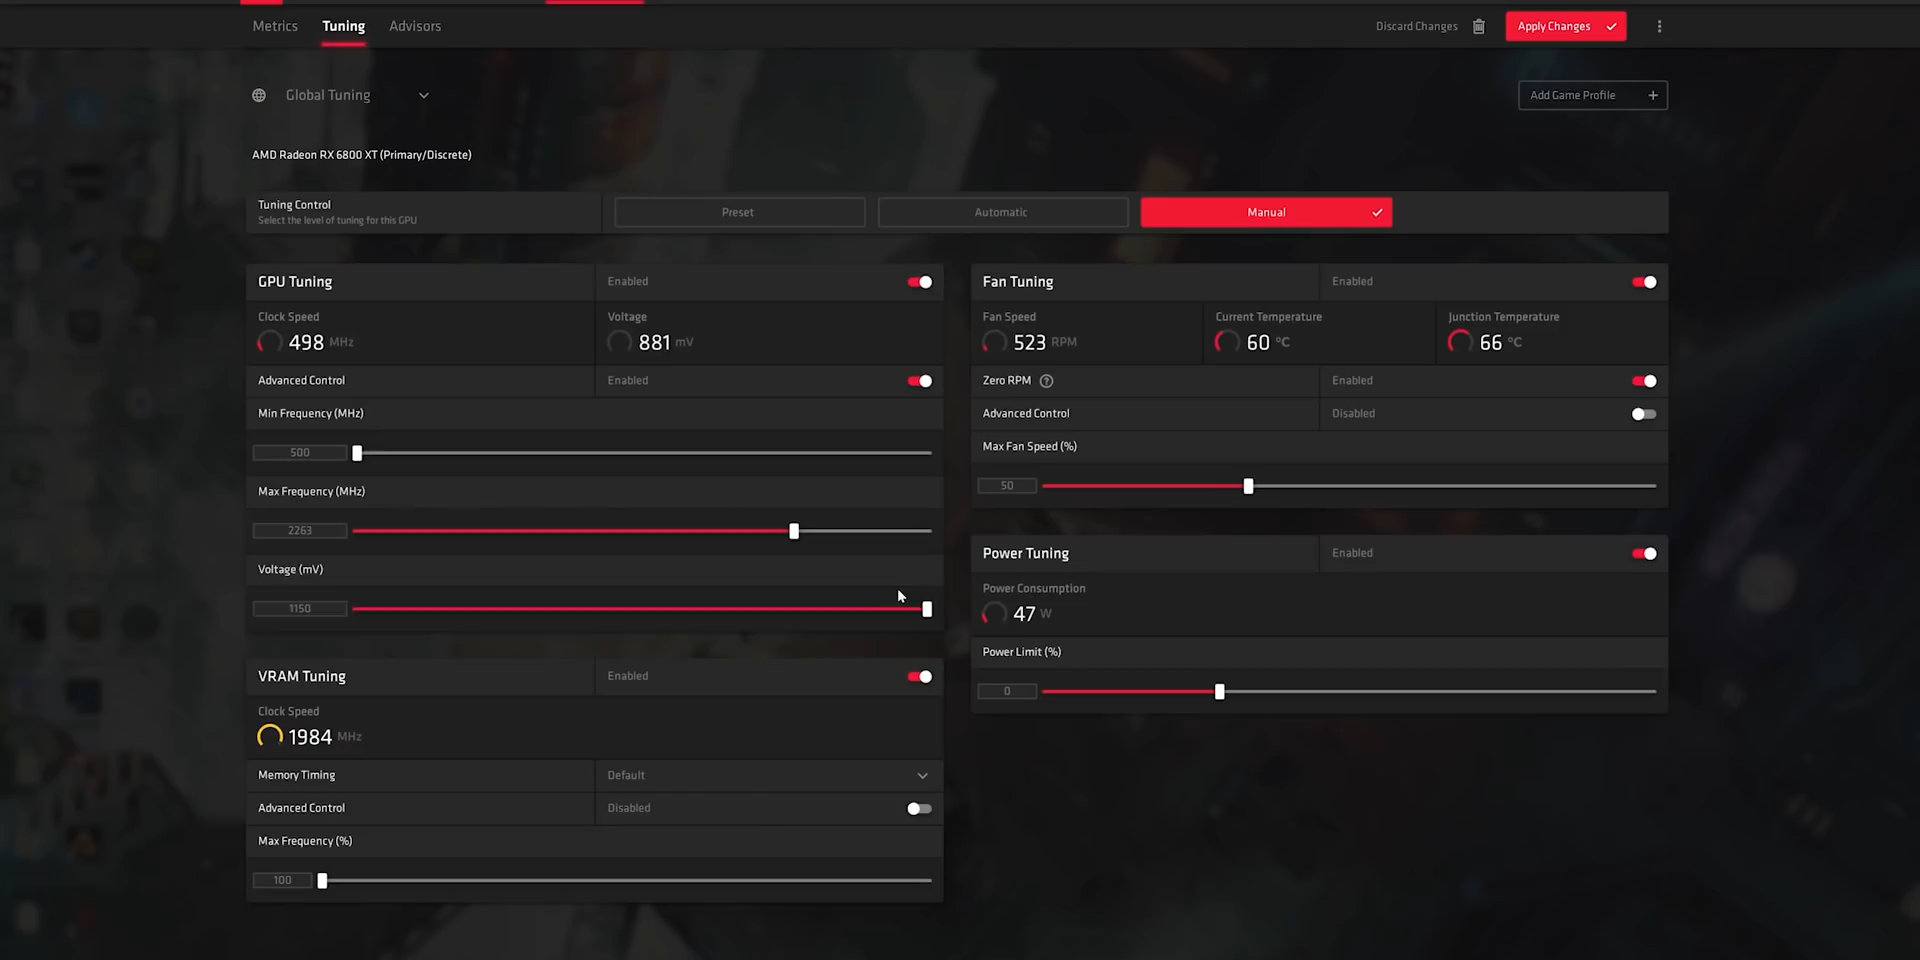 Metrics Tuning Advisors Discard Changes Apply Changes
Global Tuning Add Game Profile
AMD Radeon RX 6800 XT (Primary/Discrete)
Tuning Control
Select the level of tuning for this GPU
Preset Automatic Manual
GPU Tuning Enabled
Clock Speed Voltage
498 MHz 881 mV
Advanced Control Enabled
Min Frequency (MHz)
500
Max Frequency (MHz)
2263
Voltage (mV)
1150
VRAM Tuning Enabled
Clock Speed
1984 MHz
Memory Timing Default
Advanced Control Disabled
Max Frequency (%)
100
Fan Tuning Enabled
Fan Speed Current Temperature Junction Temperature
523 RPM 60 °C 66 °C
Zero RPM ? Enabled
Advanced Control Disabled
Max Fan Speed (%)
50
Power Tuning Enabled
Power Consumption
47 W
Power Limit (%)
0